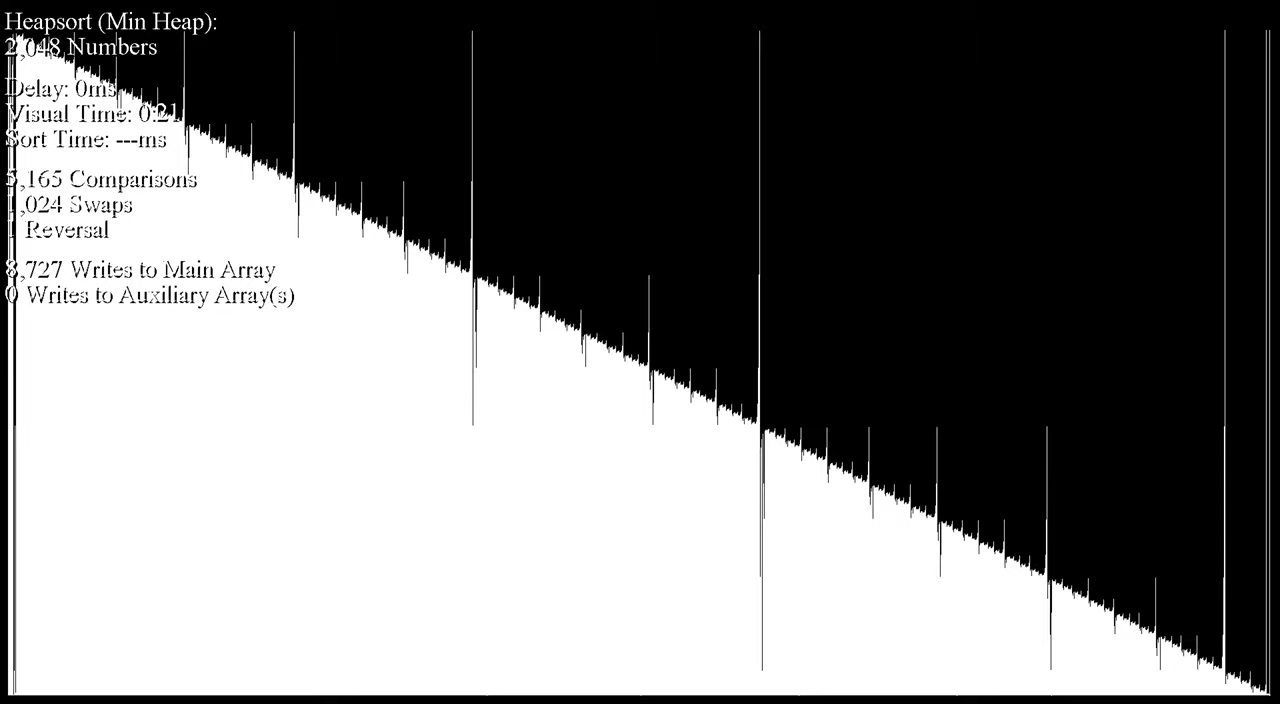 Heapsort (Min Heap):
2,048 Numbers
Delay: 0ms
Visual Time: 0:21
Sort Time: ---ms
5,165 Comparisons
1,024 Swaps
1 Reversal
8,727 Writes to Main Array
0 Writes to Auxiliary Array(s)